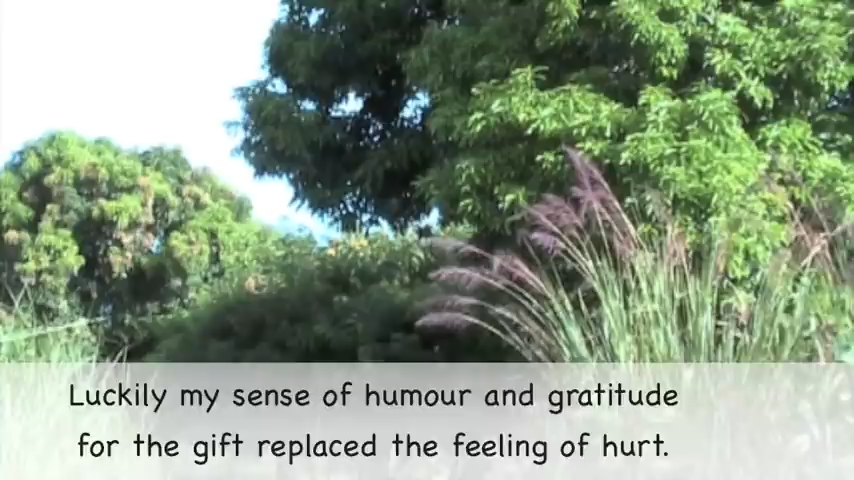 Luckily my sense of humour and gratitude
for the gift replaced the feeling of hurt.